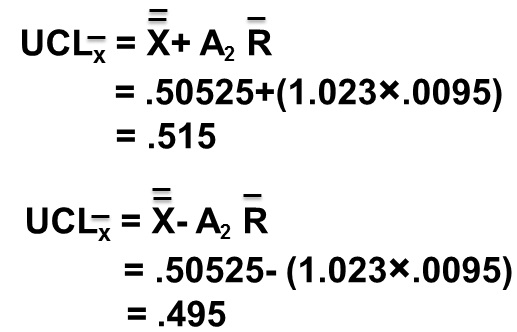 UCLx̅ = X̿+ A₂ R̅
= .50525+(1.023×.0095)
= .515
UCLx̅ = X̿- A₂ R̅
= .50525- (1.023×.0095)
= .495